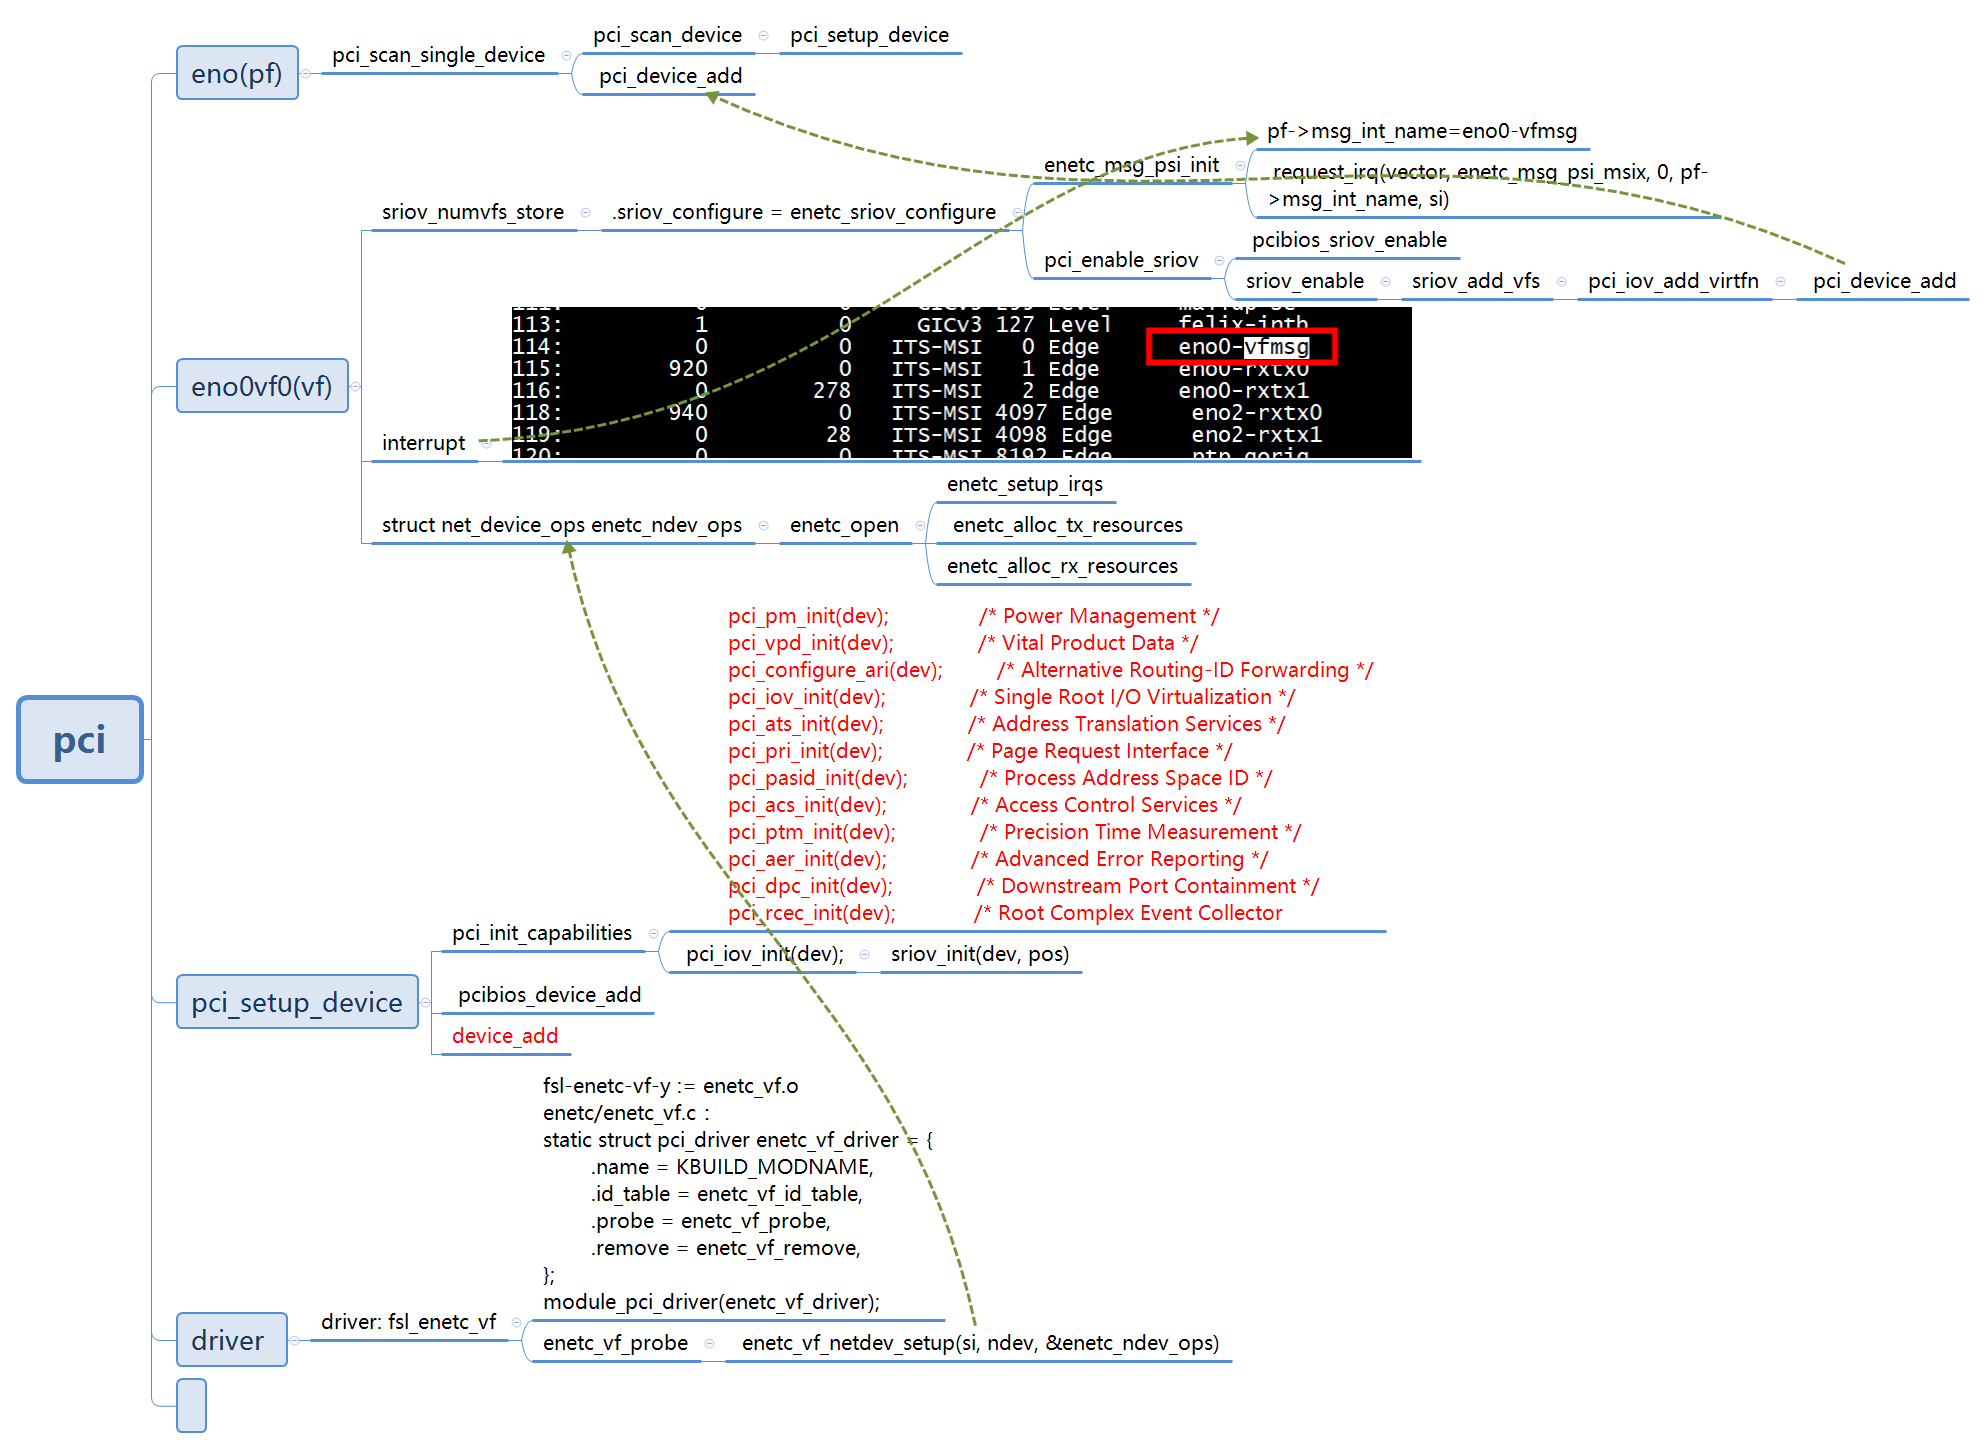 pci
eno(pf)
pci_scan_single_device
pci_scan_device
pci_setup_device
pci_device_add
eno0vf0(vf)
sriov_numvfs_store
.sriov_configure = enetc_sriov_configure
enetc_msg_psi_init
pf->msg_int_name=eno0-vfmsg
request_irq(vector, enetc_msg_psi_msix, 0, pf-
>msg_int_name, si)
pci_enable_sriov
pcibios_sriov_enable
sriov_enable
sriov_add_vfs
pci_iov_add_virtfn
pci_device_add
interrupt
113: 1 0 GICv3 127 Level felix-intb
114: 0 0 ITS-MSI 0 Edge eno0-vfmsg
115: 920 0 ITS-MSI 1 Edge eno0-rxtx0
116: 0 278 ITS-MSI 2 Edge eno0-rxtx1
118: 940 0 ITS-MSI 4097 Edge eno2-rxtx0
119: 0 28 ITS-MSI 4098 Edge eno2-rxtx1
120: 0 0 ITS-MSI 8192 Edge
struct net_device_ops enetc_ndev_ops
enetc_open
enetc_setup_irqs
enetc_alloc_tx_resources
enetc_alloc_rx_resources
pci_setup_device
pci_init_capabilities
pci_pm_init(dev); /* Power Management */
pci_vpd_init(dev); /* Vital Product Data */
pci_configure_ari(dev); /* Alternative Routing-ID Forwarding */
pci_iov_init(dev); /* Single Root I/O Virtualization */
pci_ats_init(dev); /* Address Translation Services */
pci_pri_init(dev); /* Page Request Interface */
pci_pasid_init(dev); /* Process Address Space ID */
pci_acs_init(dev); /* Access Control Services */
pci_ptm_init(dev); /* Precision Time Measurement */
pci_aer_init(dev); /* Advanced Error Reporting */
pci_dpc_init(dev); /* Downstream Port Containment */
pci_rcec_init(dev); /* Root Complex Event Collector
pci_iov_init(dev);
sriov_init(dev, pos)
pcibios_device_add
device_add
driver
driver: fsl_enetc_vf
fsl-enetc-vf-y := enetc_vf.o
enetc/enetc_vf.c :
static struct pci_driver enetc_vf_driver = {
.name = KBUILD_MODNAME,
.id_table = enetc_vf_id_table,
.probe = enetc_vf_probe,
.remove = enetc_vf_remove,
};
module_pci_driver(enetc_vf_driver);
enetc_vf_probe
enetc_vf_netdev_setup(si, ndev, &enetc_ndev_ops)